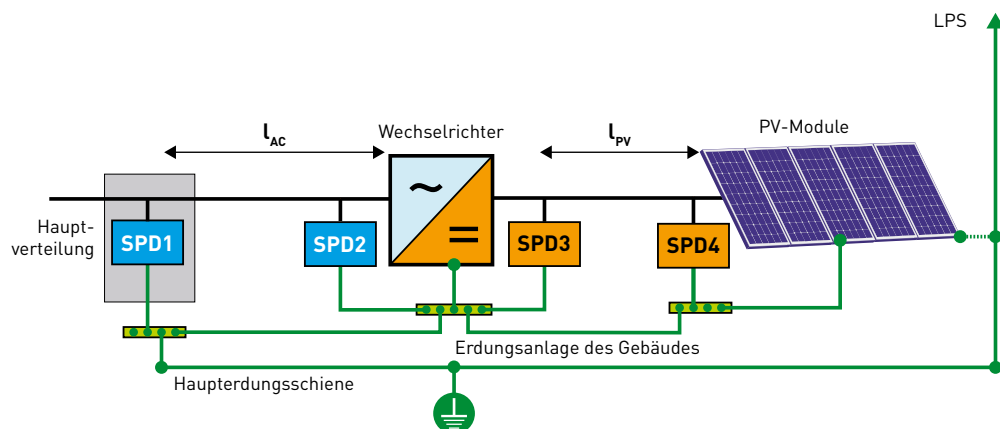 LPS
l_AC
Wechselrichter
l_PV
PV-Module
Haupt-
verteilung
SPD1
SPD2
SPD3
SPD4
Erdungsanlage des Gebäudes
Haupterdungsschiene